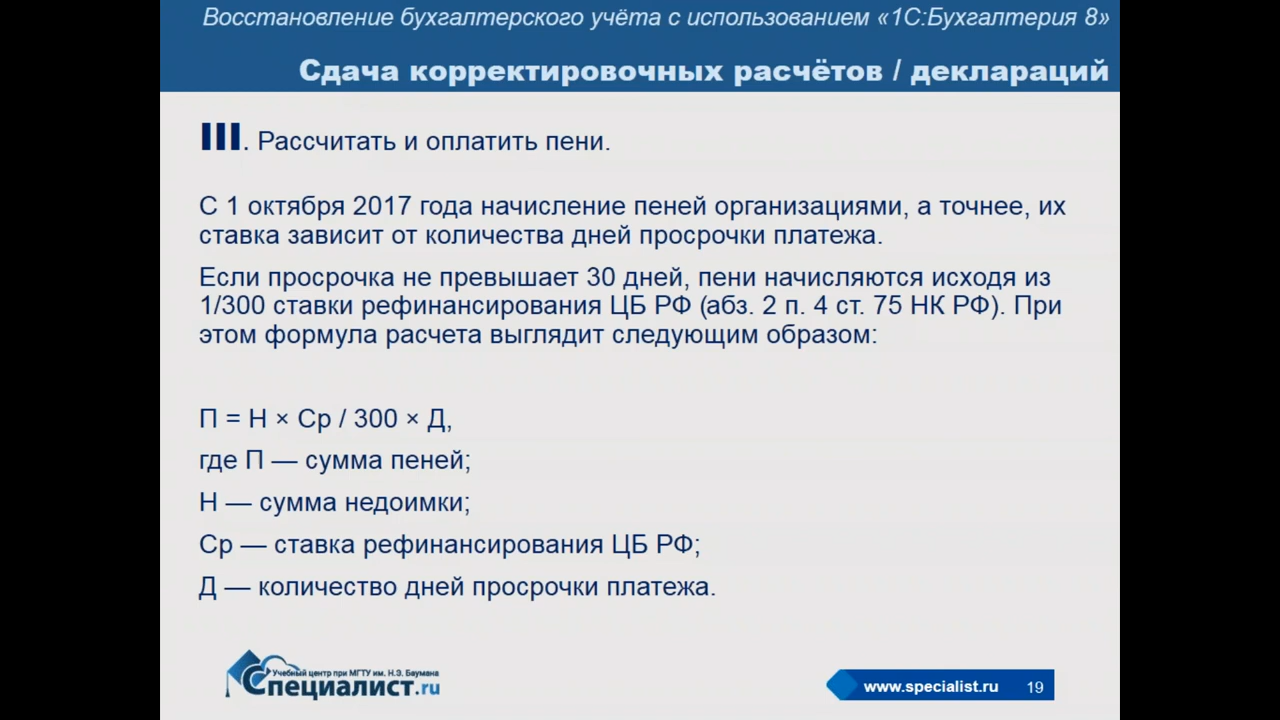 Восстановление бухгалтерского учёта с использованием «1С:Бухгалтерия 8»
Сдача корректировочных расчётов / деклараций
III. Рассчитать и оплатить пени.
С 1 октября 2017 года начисление пеней организациями, а точнее, их
ставка зависит от количества дней просрочки платежа.
Если просрочка не превышает 30 дней, пени начисляются исходя из
1/300 ставки рефинансирования ЦБ РФ (абз. 2 п. 4 ст. 75 НК РФ). При
этом формула расчета выглядит следующим образом:
П = Н × Ср / 300 × Д,
где П — сумма пеней;
Н — сумма недоимки;
Ср — ставка рефинансирования ЦБ РФ;
Д — количество дней просрочки платежа.
Учебный центр при МГТУ им. Н.Э. Баумана
Специалист.ru
www.specialist.ru 19